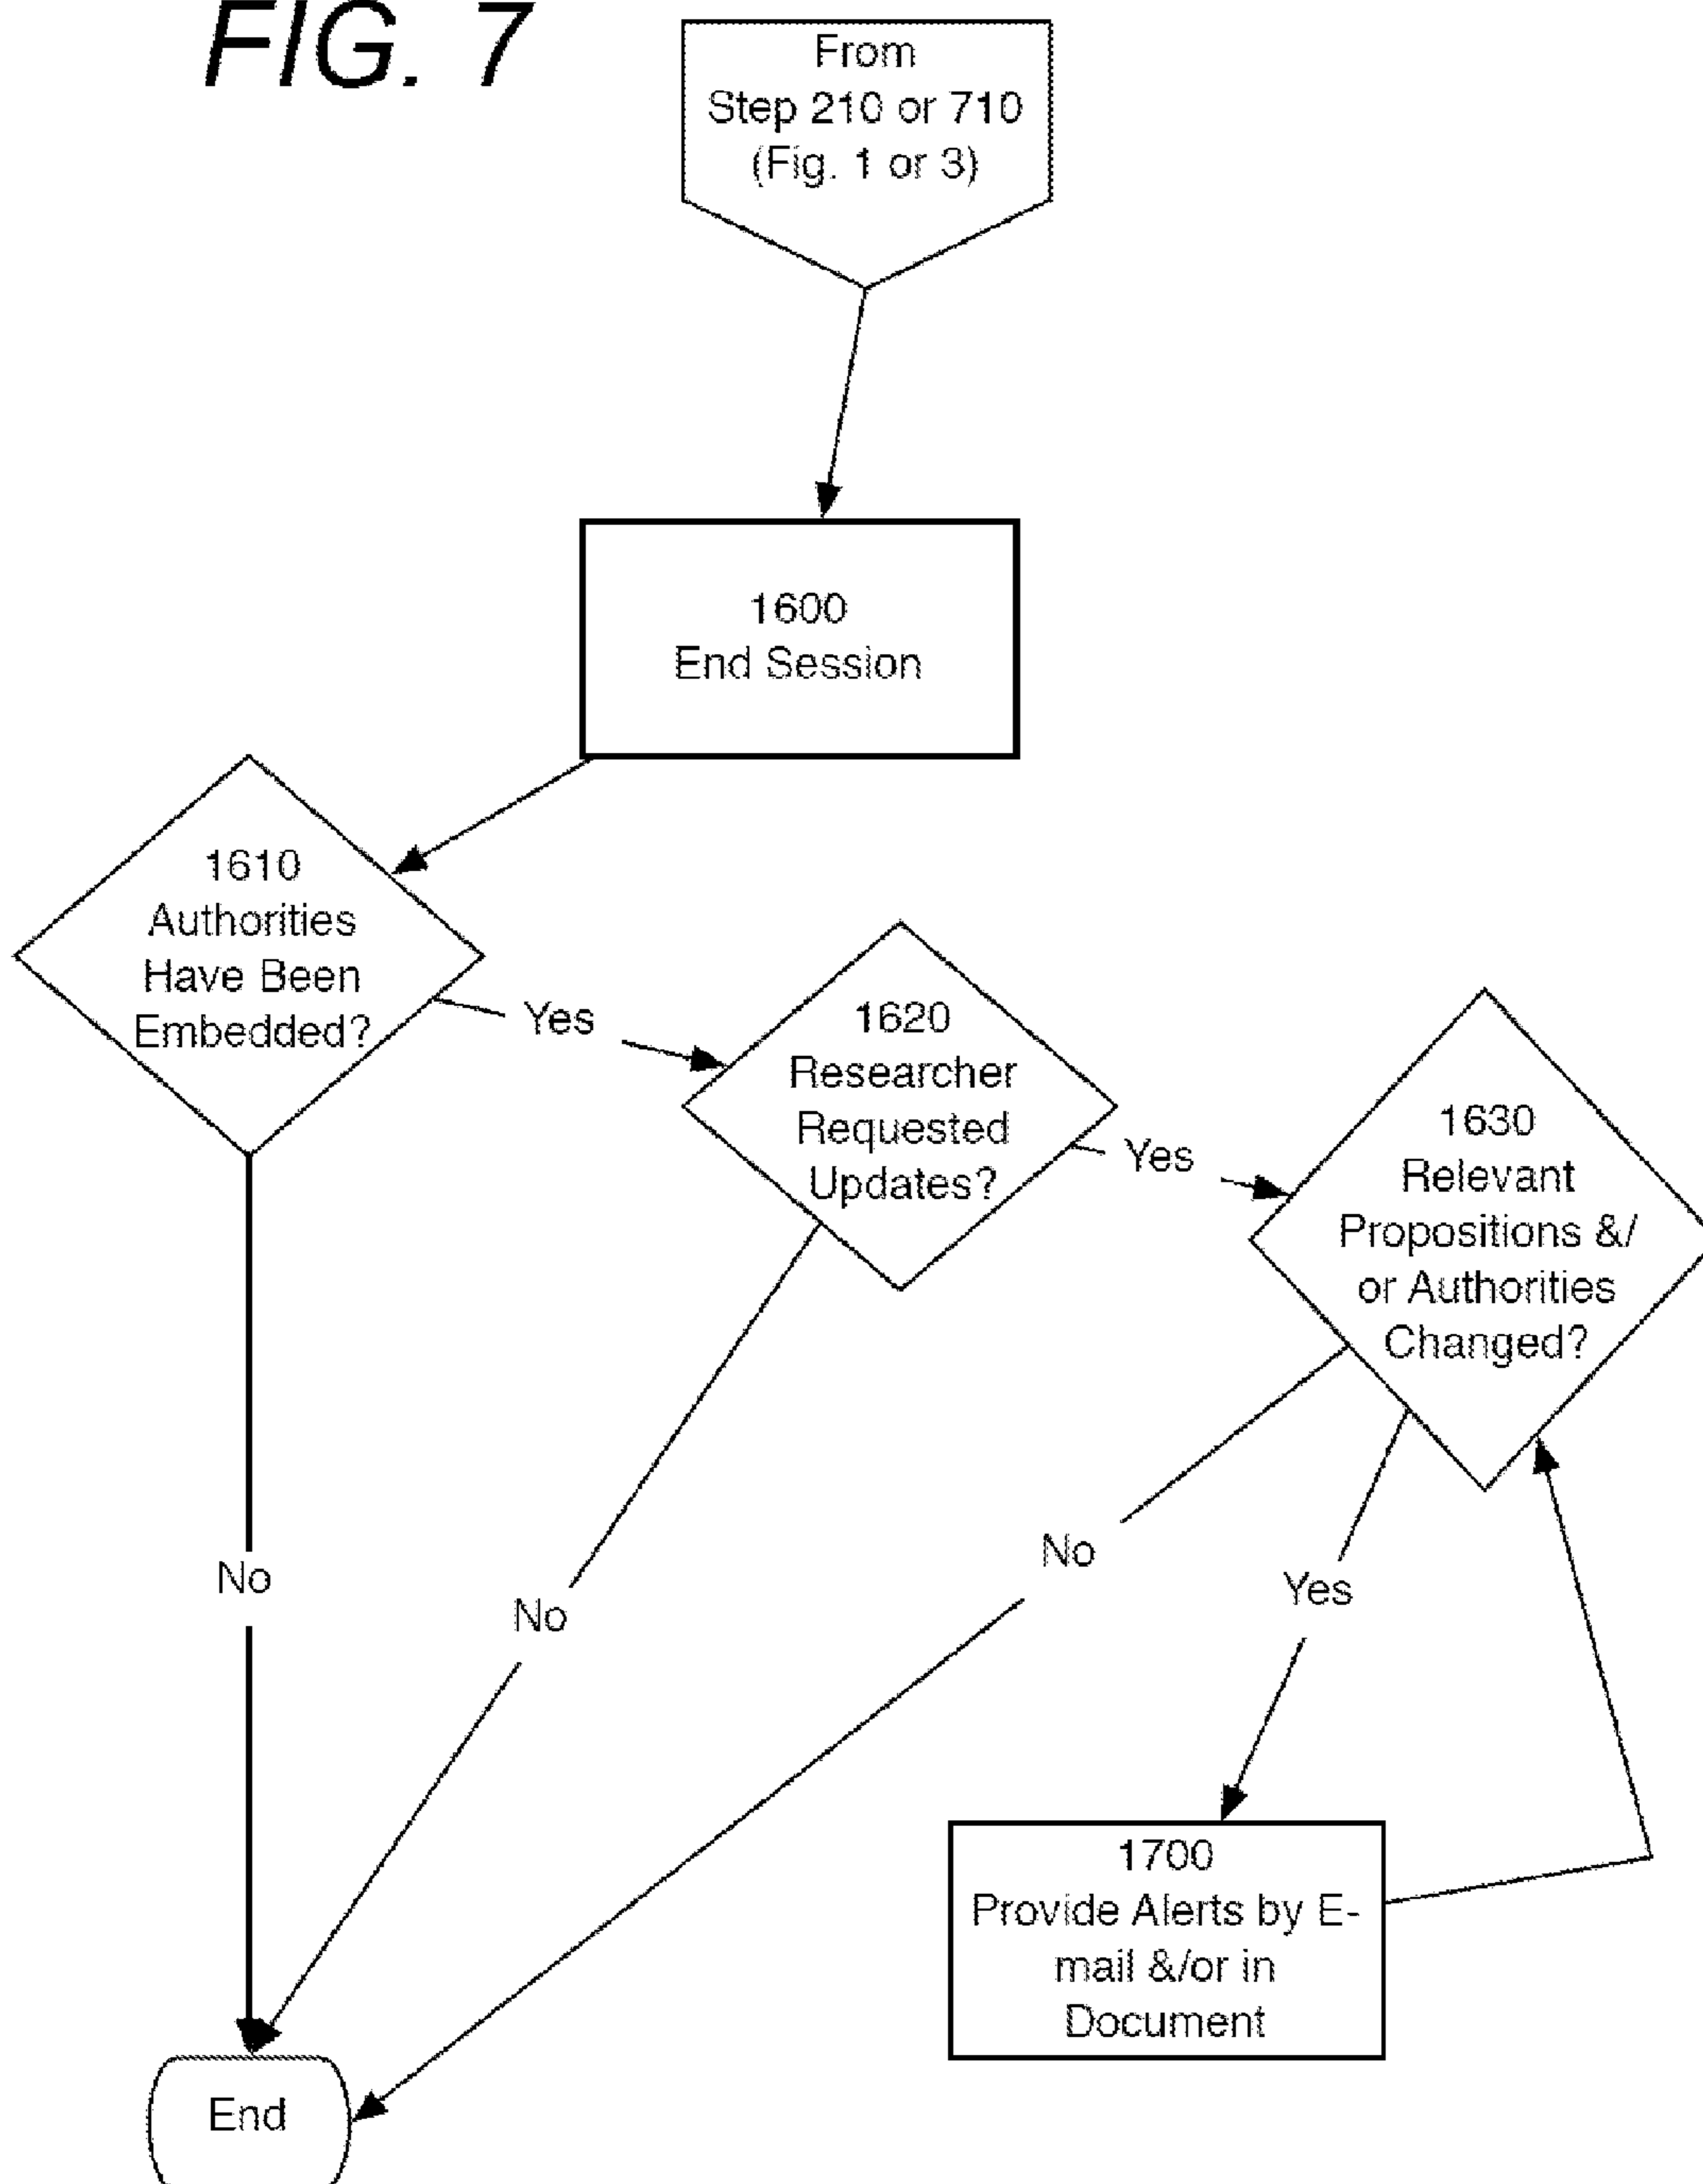 FIG. 7
From
Step 210 or 710
(Fig. 1 or 3)
1600
End Session
1610
Authorities
Have Been
Embedded?
Yes
1620
Researcher
Requested
Updates?
Yes
1630
Relevant
Propositions &/
or Authorities
Changed?
No
No
No
Yes
1700
Provide Alerts by E-
mail &/or in
Document
End